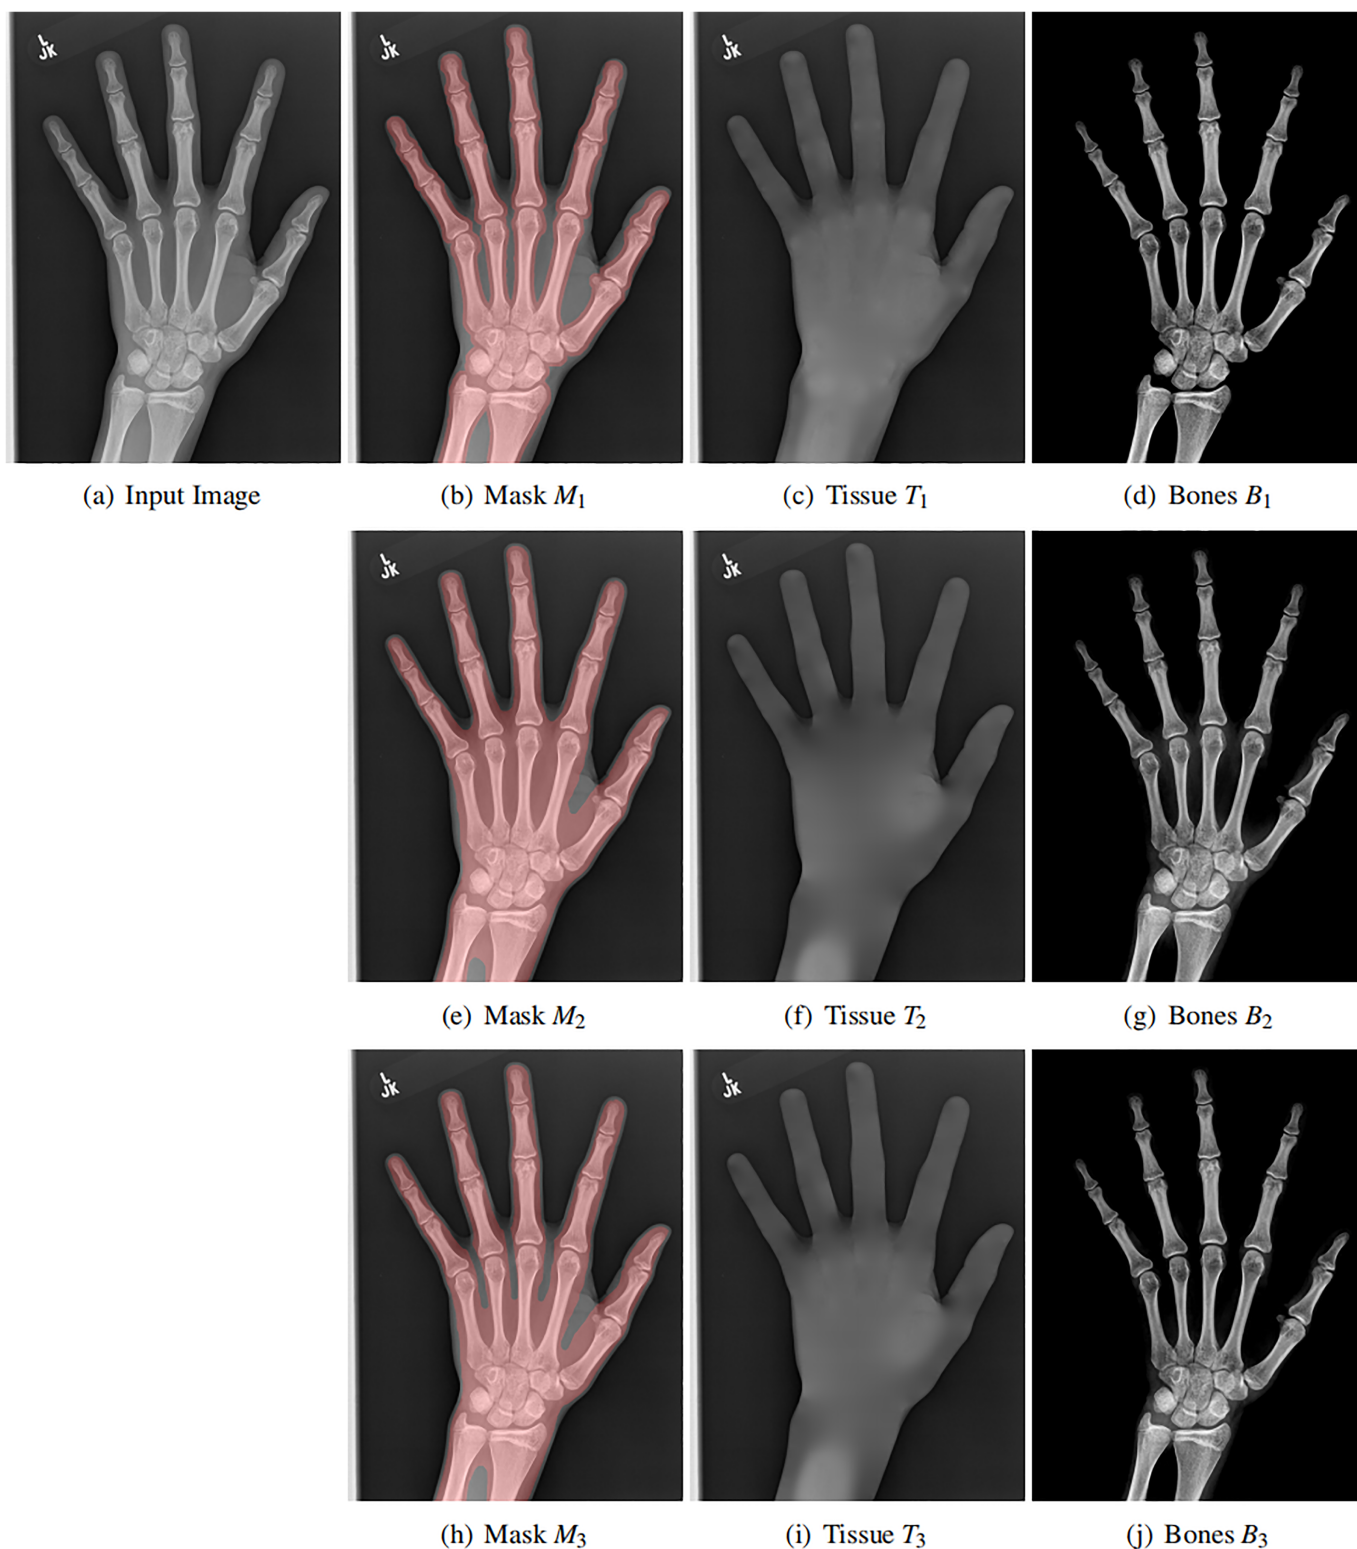 L
JK
L
JK
L
JK
(a) Input Image
(b) Mask M1
(c) Tissue T1
(d) Bones B1
L
JK
L
JK
(e) Mask M2
(f) Tissue T2
(g) Bones B2
L
JK
L
JK
(h) Mask M3
(i) Tissue T3
(j) Bones B3